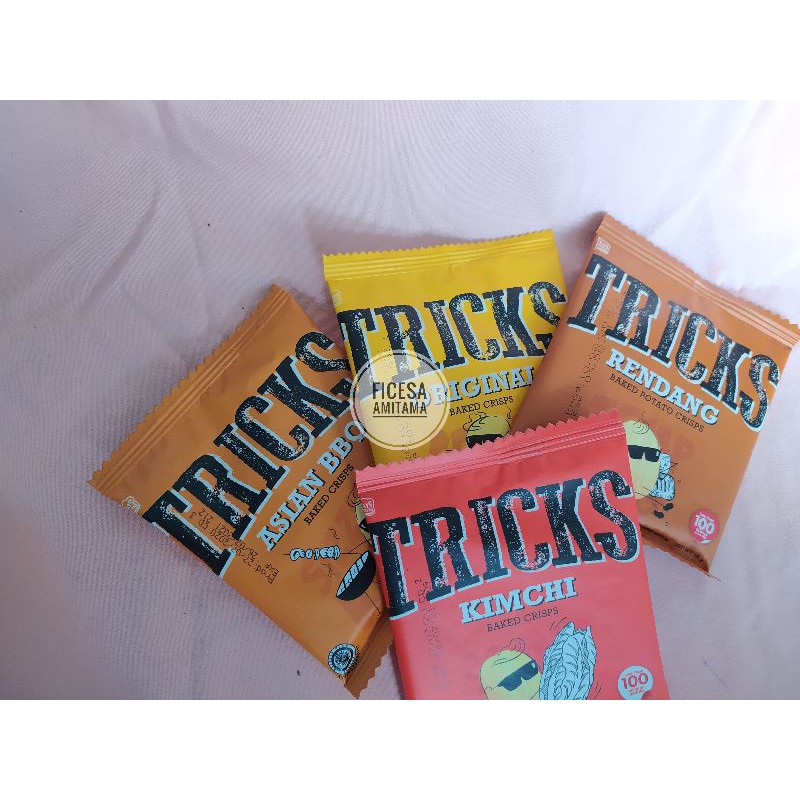 TRICKS
ASIAN BBQ
BAKED CRISPS
TRICKS
ORIGINAL
BAKED CRISPS
TRICKS
RENDANG
BAKED POTATO CRISPS
100
TRICKS
KIMCHI
BAKED CRISPS
100
FICESA
AMITAMA